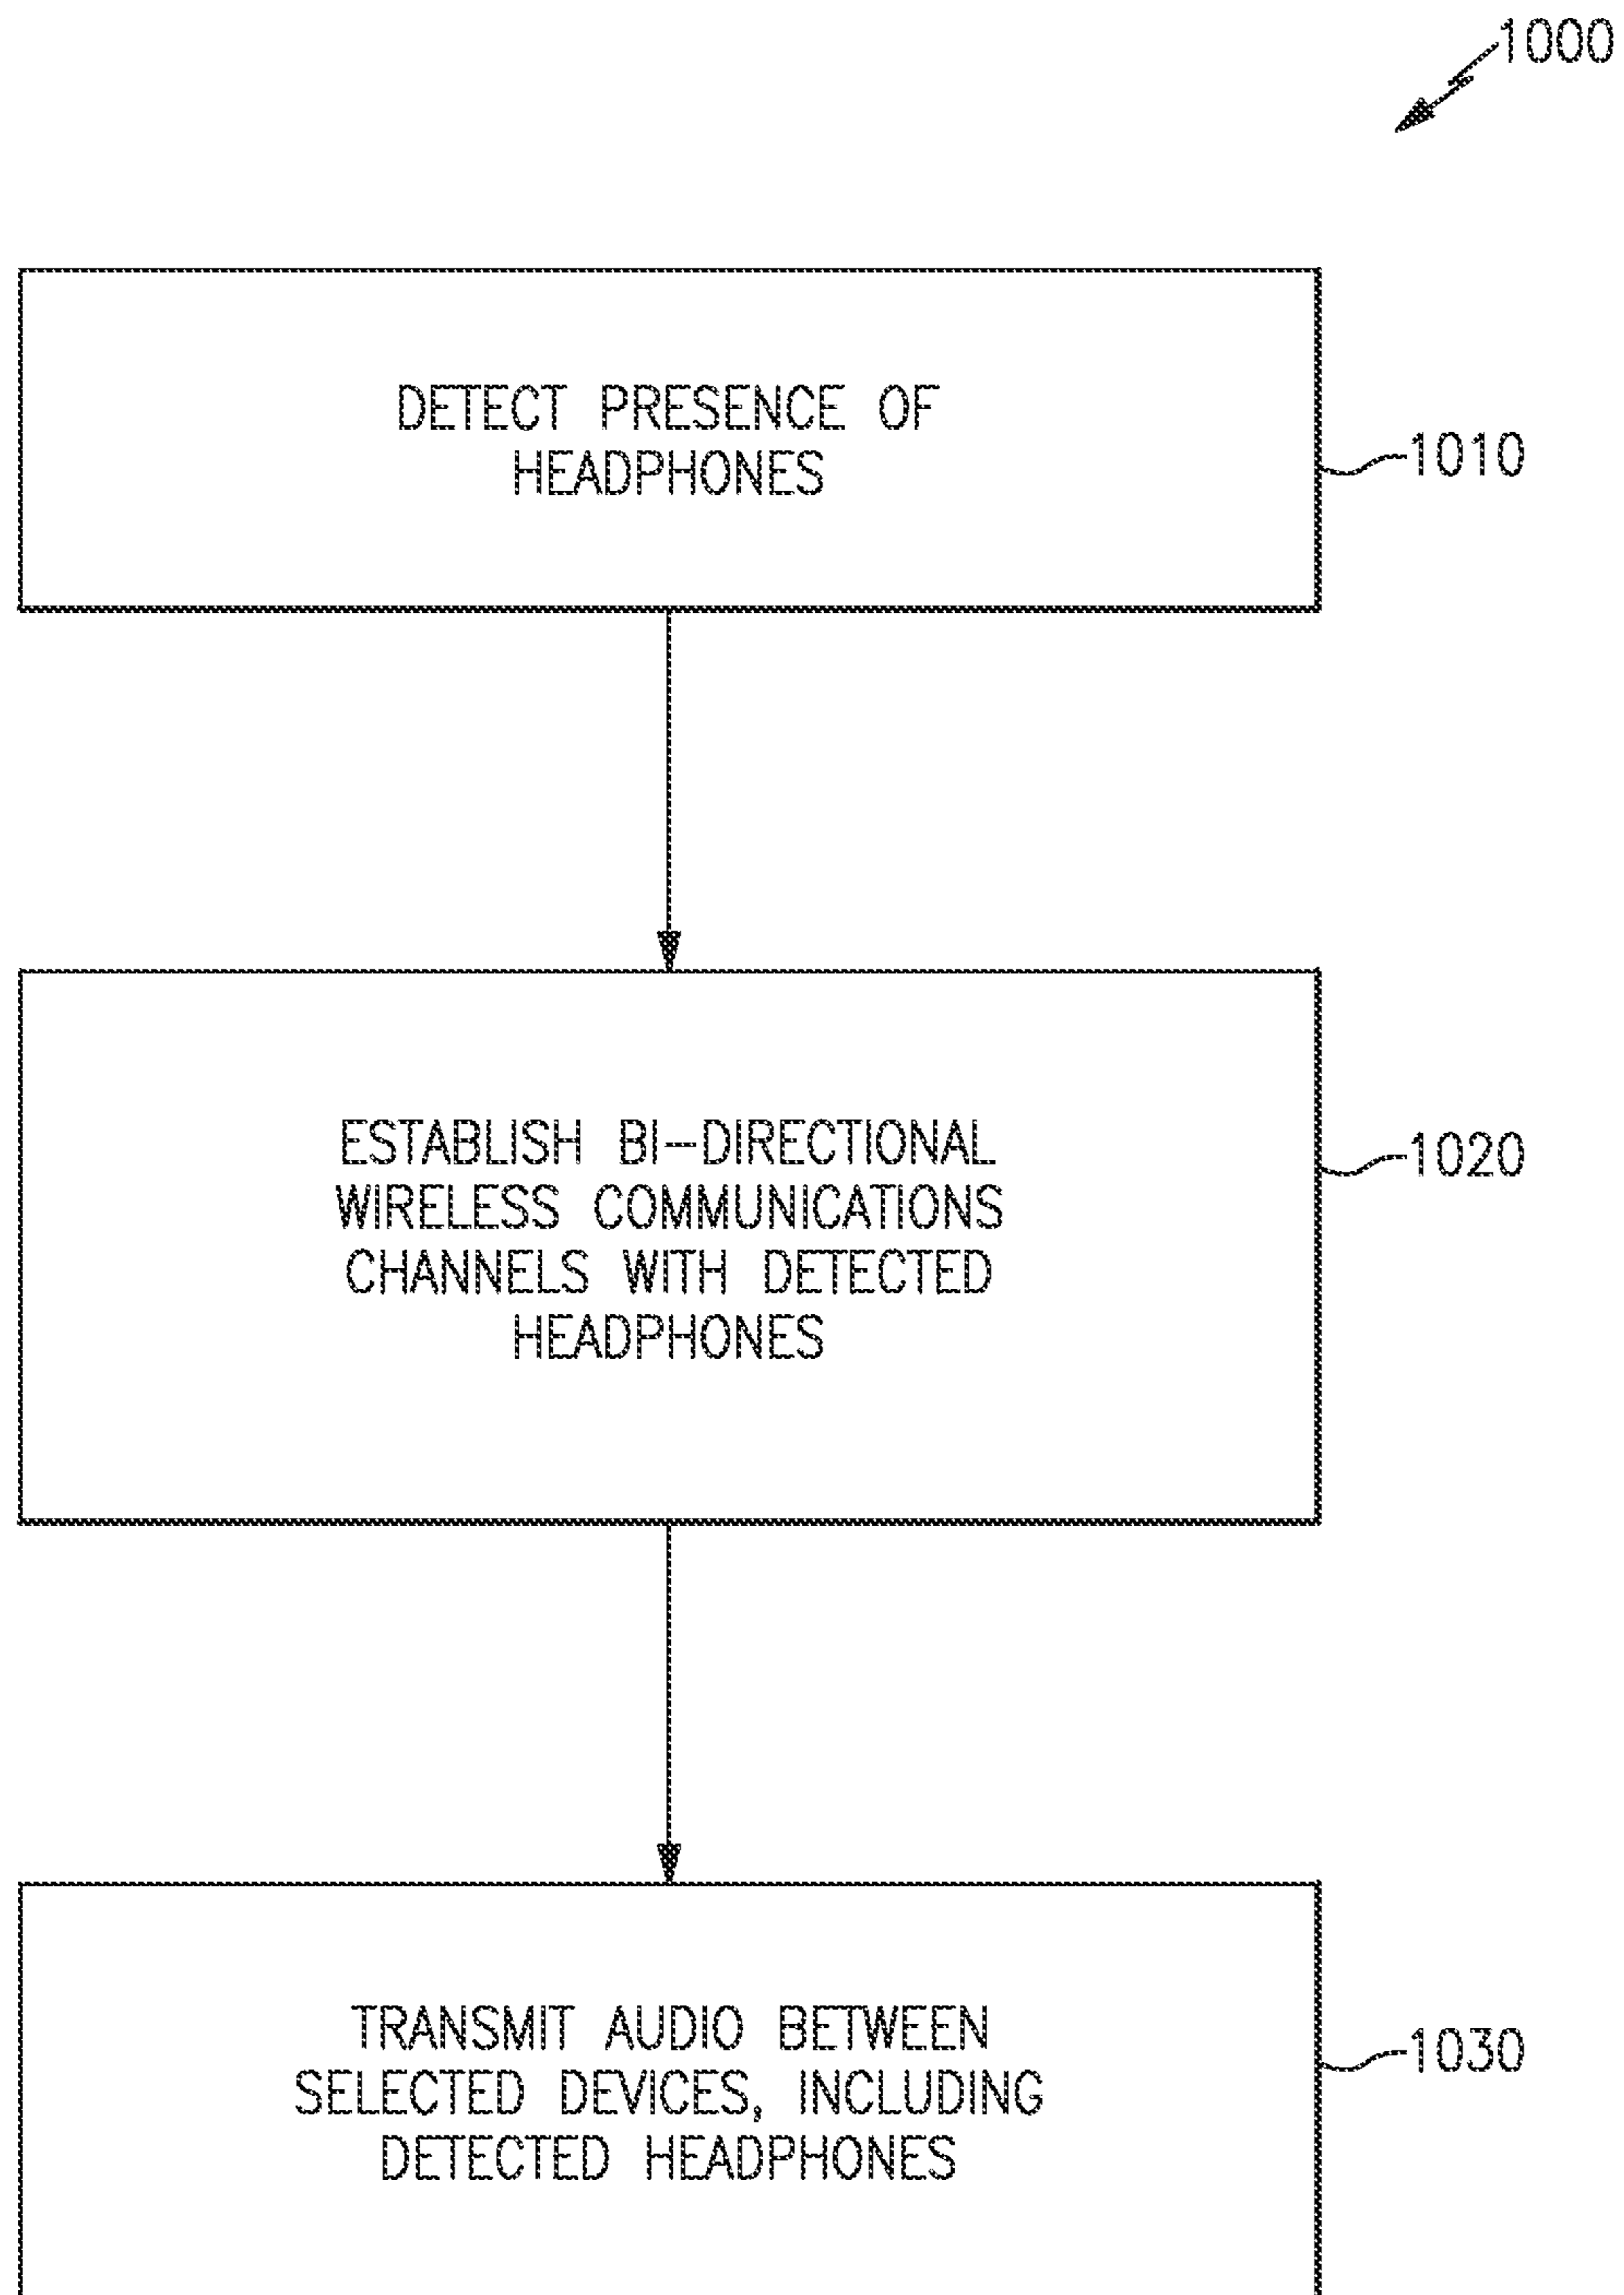 1000
DETECT PRESENCE OF
HEADPHONES
1010
ESTABLISH BI-DIRECTIONAL
WIRELESS COMMUNICATIONS
CHANNELS WITH DETECTED
HEADPHONES
1020
TRANSMIT AUDIO BETWEEN
SELECTED DEVICES, INCLUDING
DETECTED HEADPHONES
1030